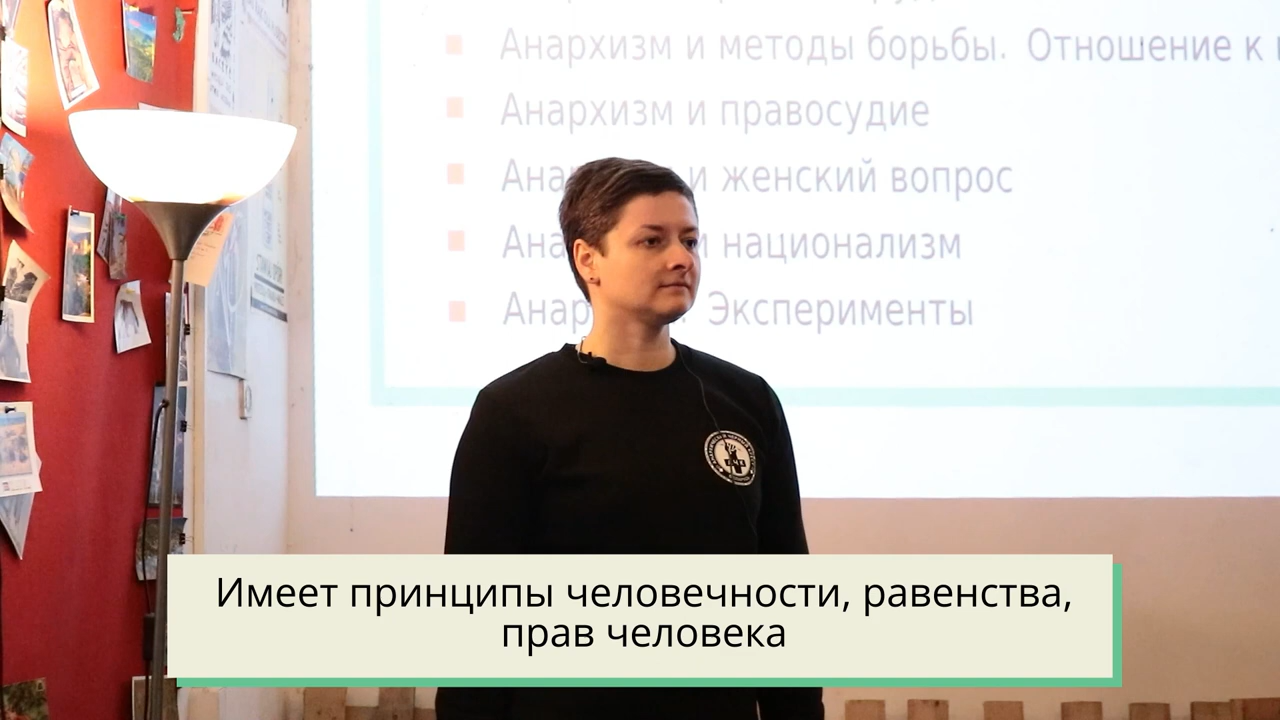 Анархизм и методы борьбы. Отношение к
Анархизм и правосудие
и женский вопрос
и национализм
Эксперименты
Имеет принципы человечности, равенства,
прав человека